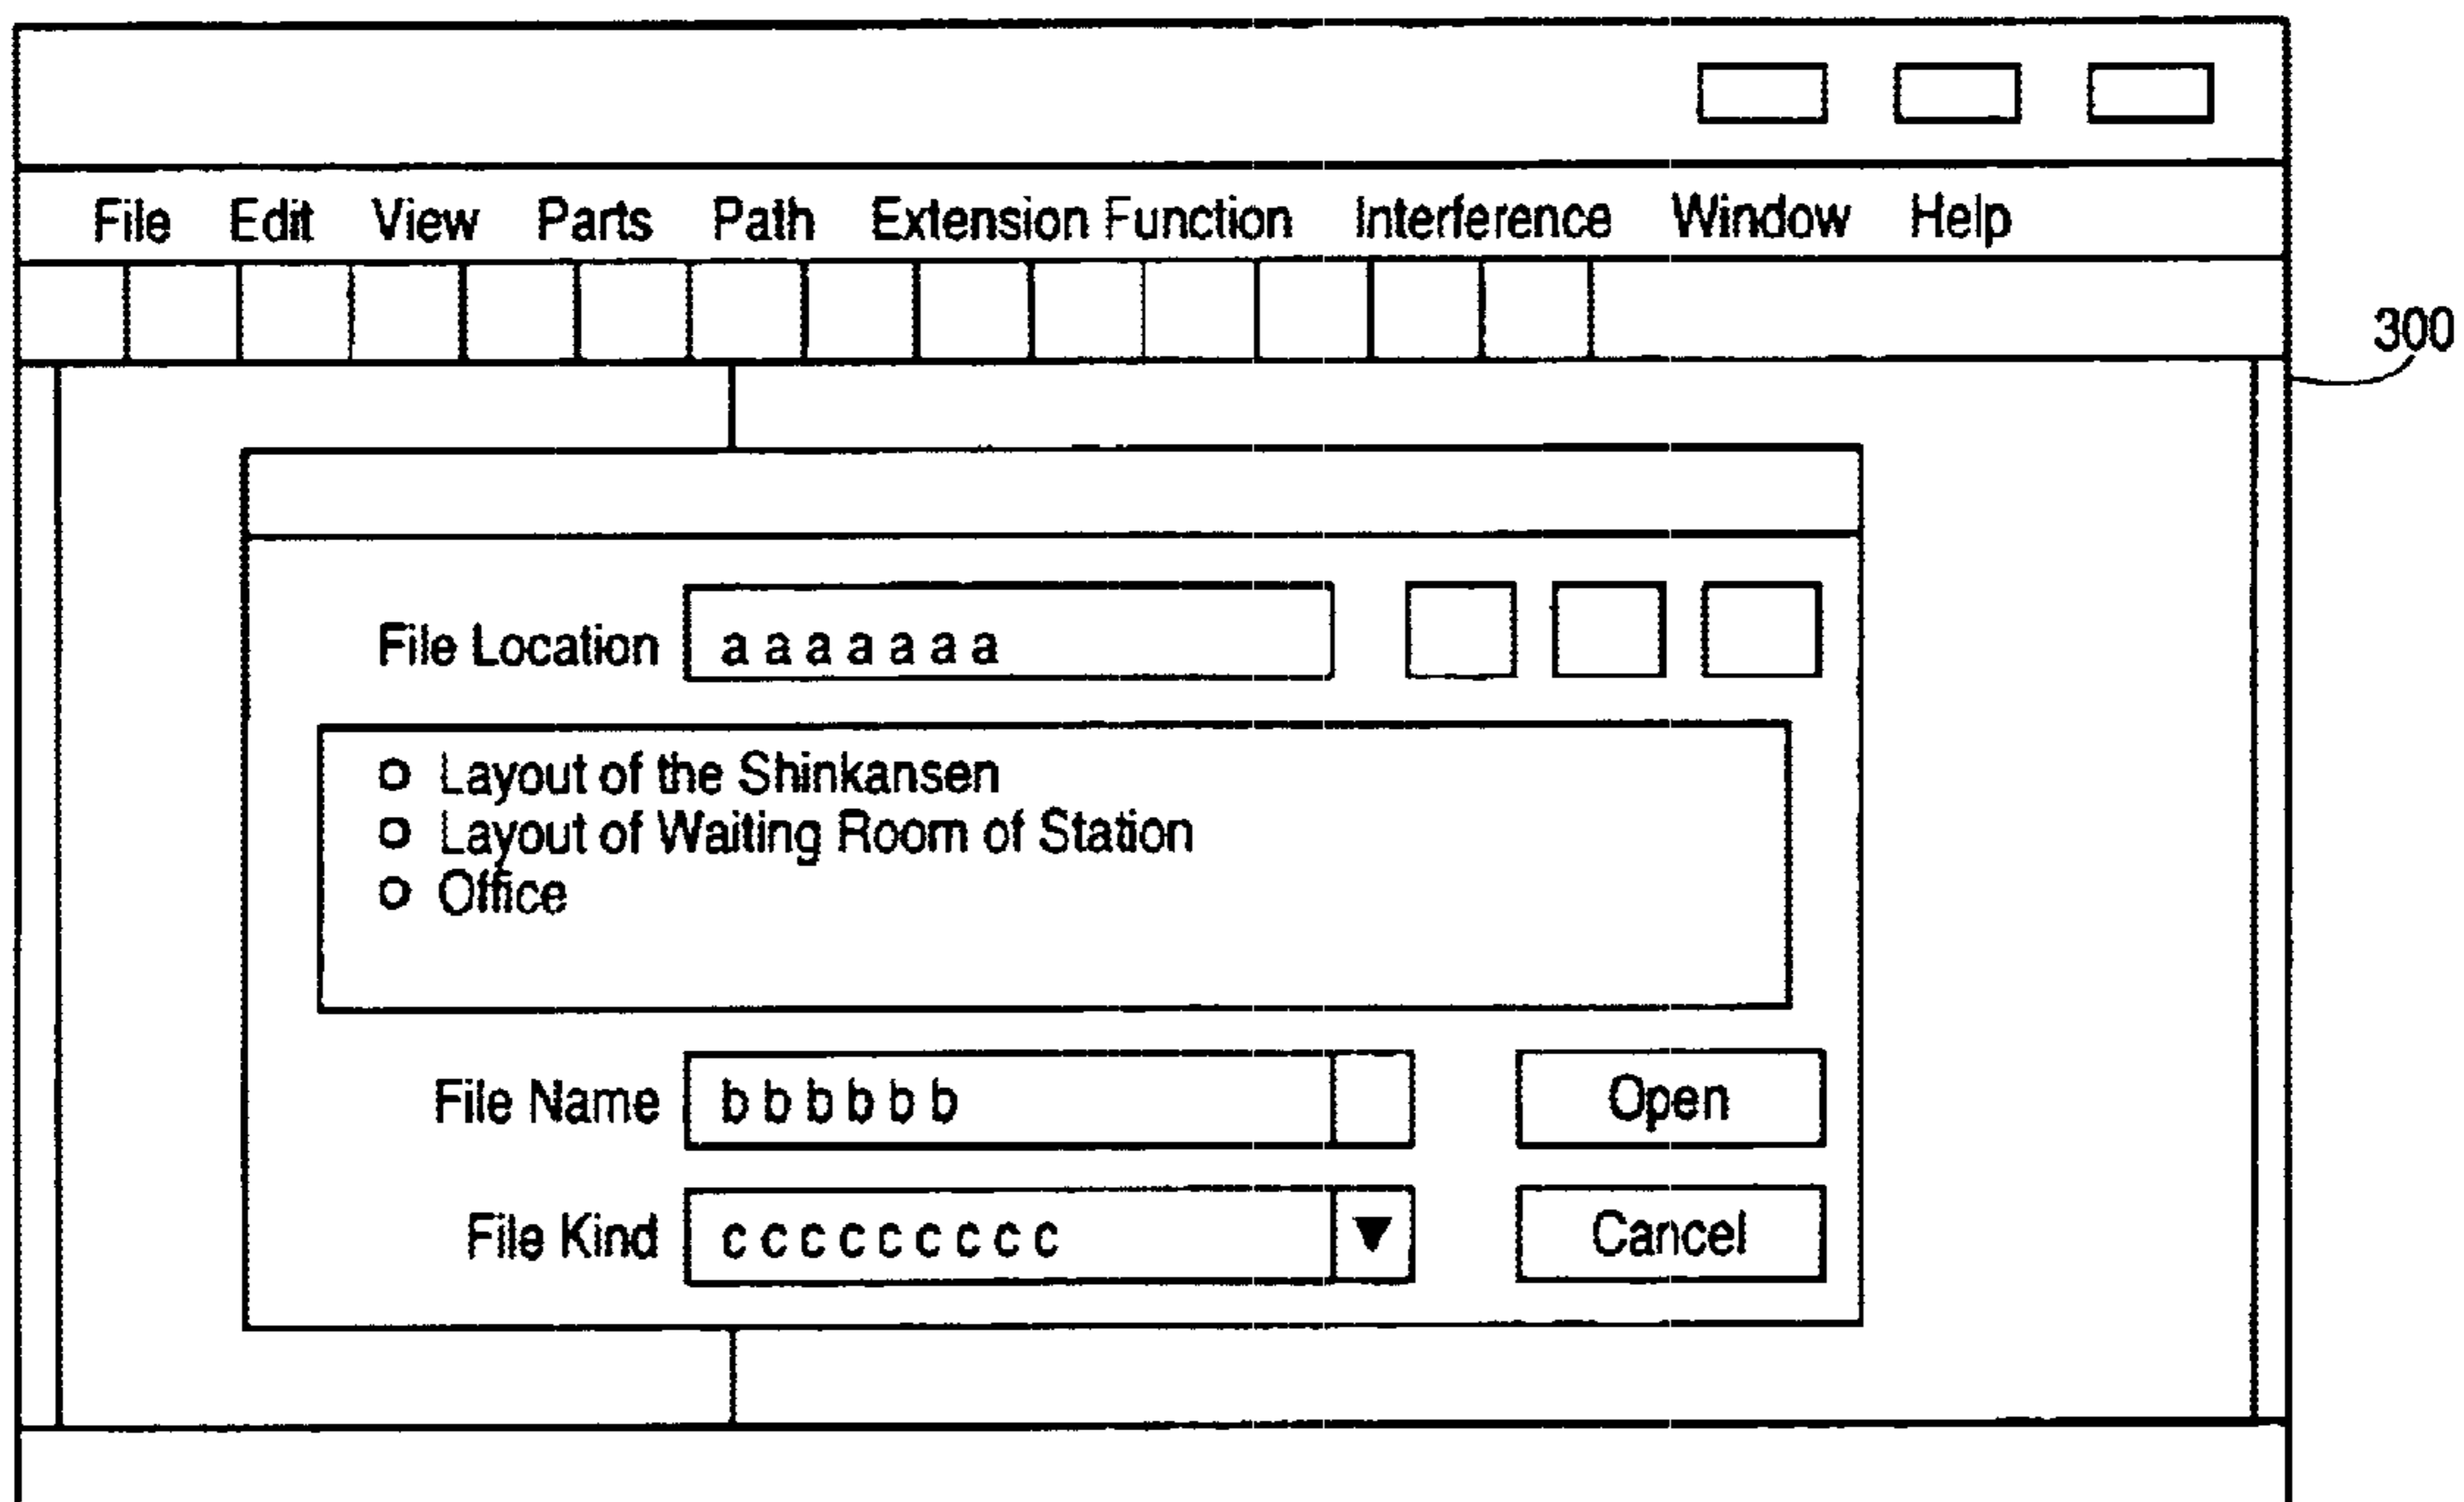 File Edit View Parts Path Extension Function Interference Window Help
300
File Location a a a a a a a
Layout of the Shinkansen
Layout of Waiting Room of Station
Office
File Name b b b b b b Open
File Kind c c c c c c c c c Cancel